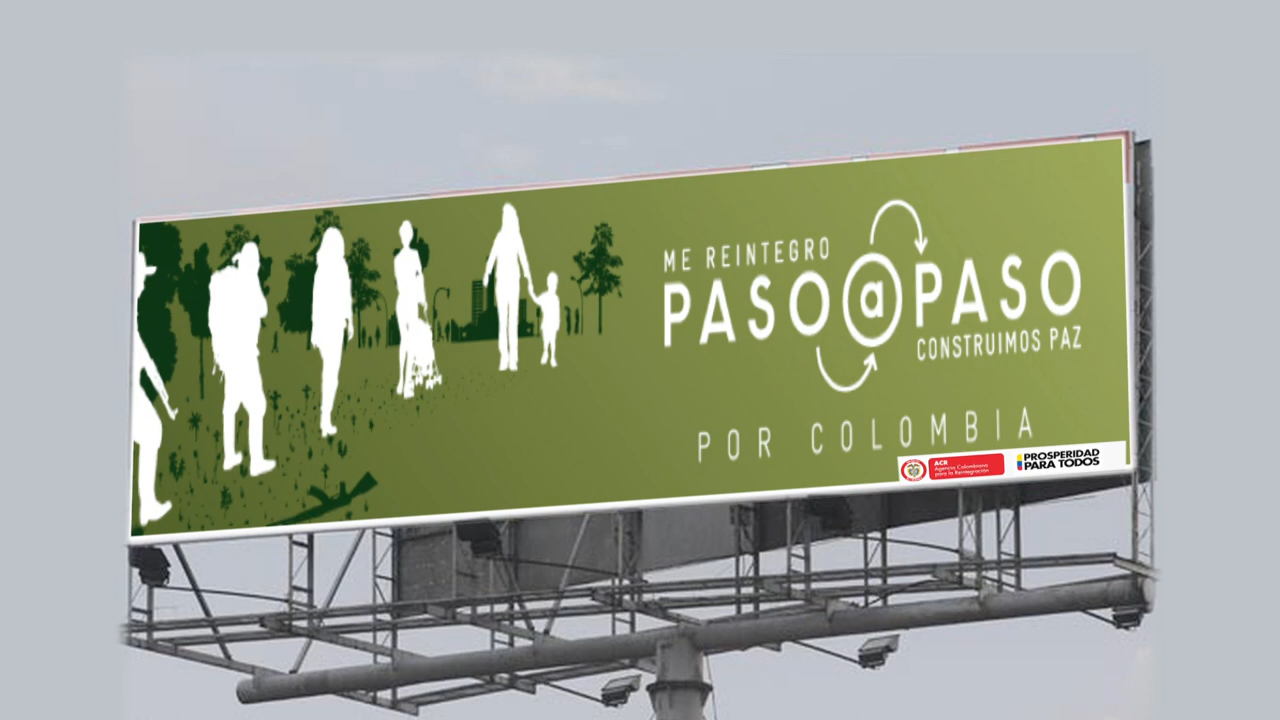 ME REINTEGRO
PASO @ PASO
CONSTRUIMOS PAZ
POR COLOMBIA
ACR
Agencia Colombiana
para la Reintegración
PROSPERIDAD
PARA TODOS